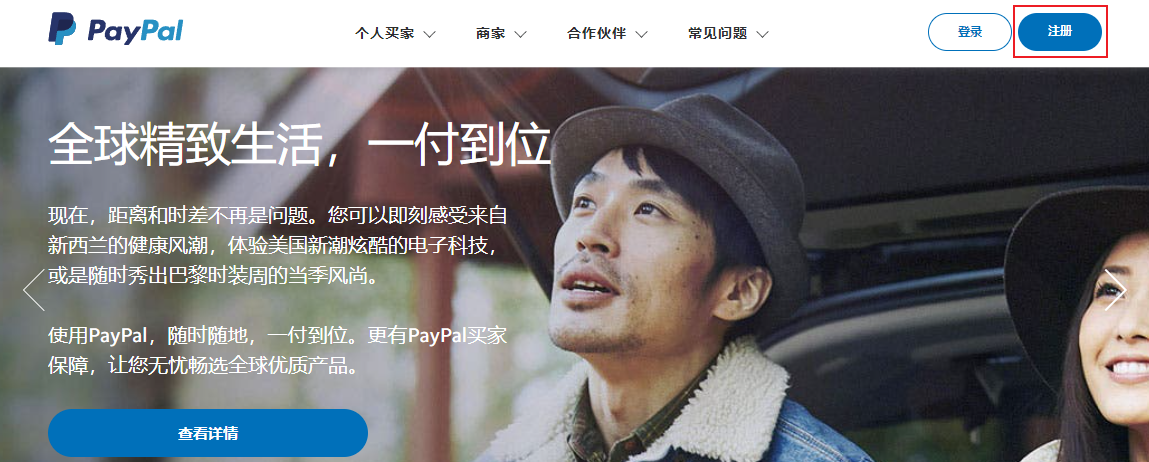 PayPal
个人买家 商家 合作伙伴 常见问题 登录 注册
全球精致生活，一付到位
现在，距离和时差不再是问题。您可以即刻感受来自
新西兰的健康风潮，体验美国新潮炫酷的电子科技，
或是随时秀出巴黎时装周的当季风尚。
使用PayPal，随时随地，一付到位。更有PayPal买家
保障，让您无忧畅选全球优质产品。
查看详情